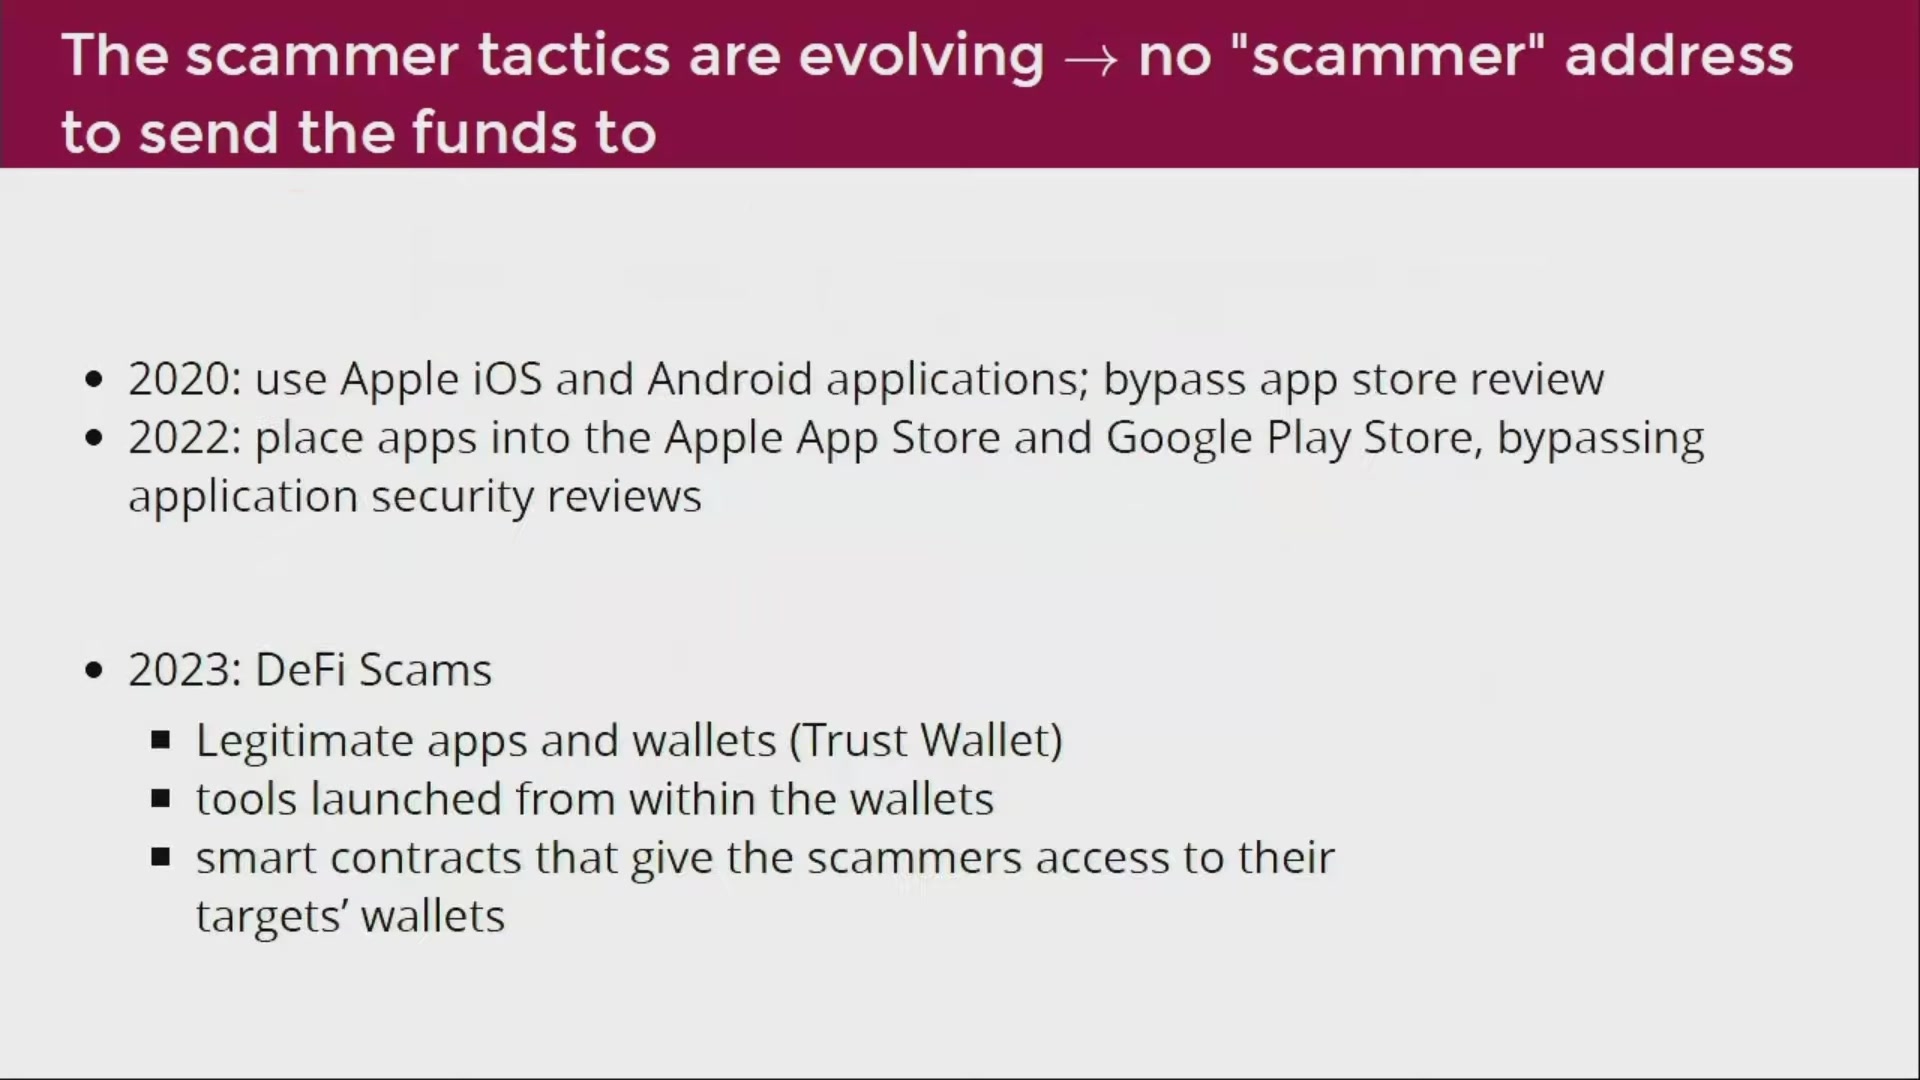 The scammer tactics are evolving → no "scammer" address
to send the funds to
• 2020: use Apple iOS and Android applications; bypass app store review
• 2022: place apps into the Apple App Store and Google Play Store, bypassing
application security reviews
• 2023: DeFi Scams
▪ Legitimate apps and wallets (Trust Wallet)
▪ tools launched from within the wallets
▪ smart contracts that give the scammers access to their
targets’ wallets